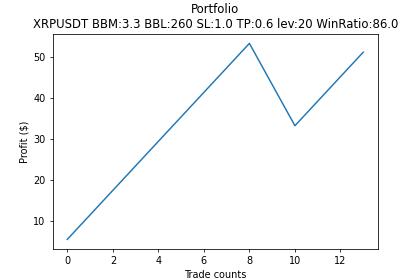 Portfolio
XRPUSDT BBM:3.3 BBL:260 SL:1.0 TP:0.6 lev:20 WinRatio:86.0
50
40
30
20
10
Profit ($)
0 2 4 6 8 10 12
Trade counts